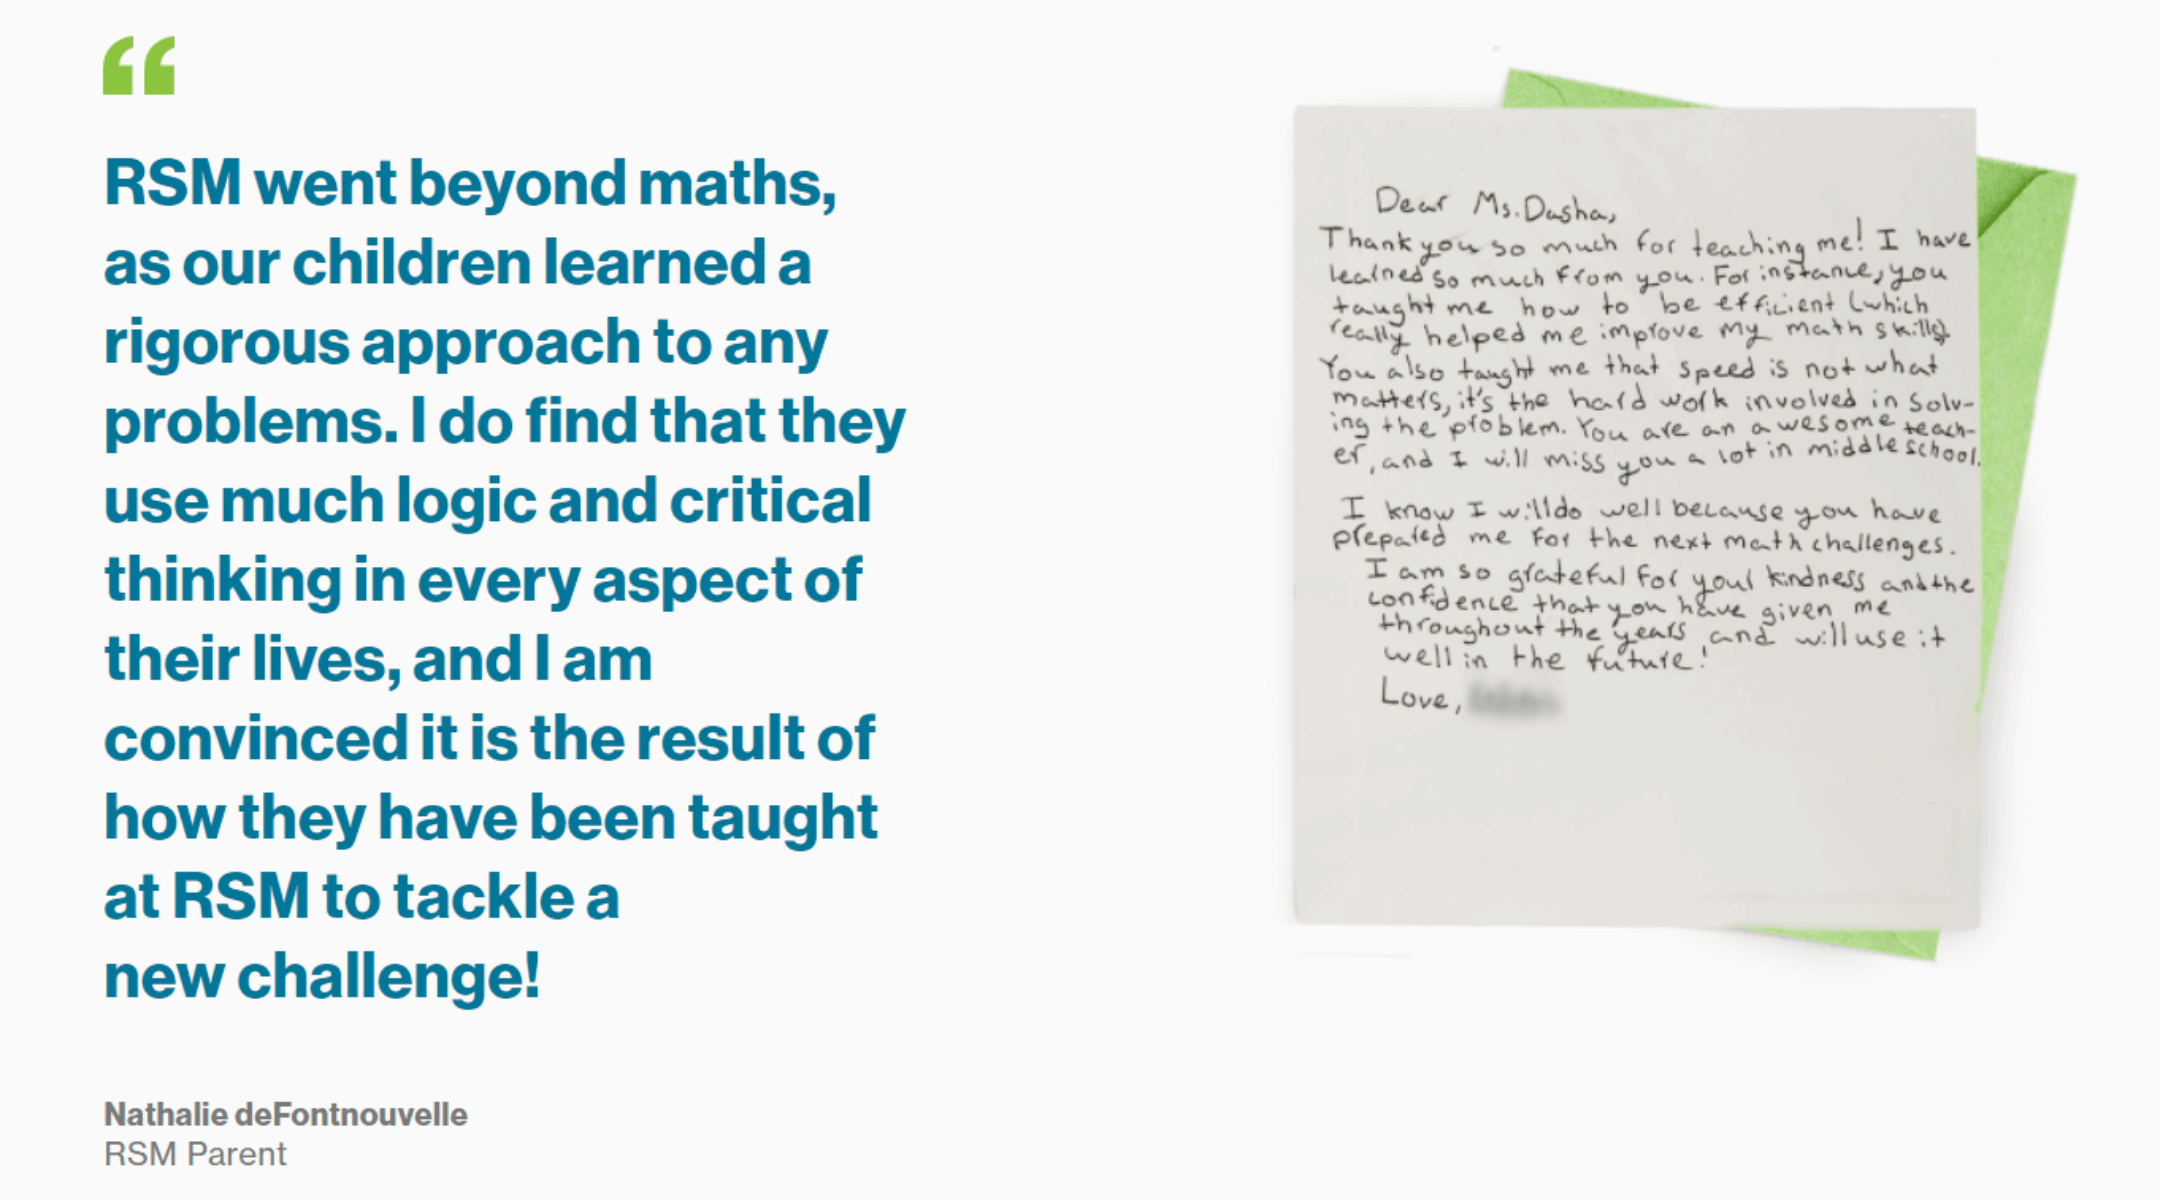 “
RSM went beyond maths,
as our children learned a
rigorous approach to any
problems. I do find that they
use much logic and critical
thinking in every aspect of
their lives, and I am
convinced it is the result of
how they have been taught
at RSM to tackle a
new challenge!
Nathalie deFontnouvelle
RSM Parent
Dear Ms. Dasha,
Thank you so much for teaching me! I have
learned so much from you. For instance, you
taught me how to be efficient (which
really helped me improve my math skills).
You also taught me that speed is not what
matters, it's the hard work involved in solv-
ing the problem. You are an awesome teach-
er, and I will miss you a lot in middle school.
I know I will do well because you have
prepared me for the next math challenges.
I am so grateful for your kindness and the
confidence that you have given me
throughout the years, and will use it
well in the future!
Love,